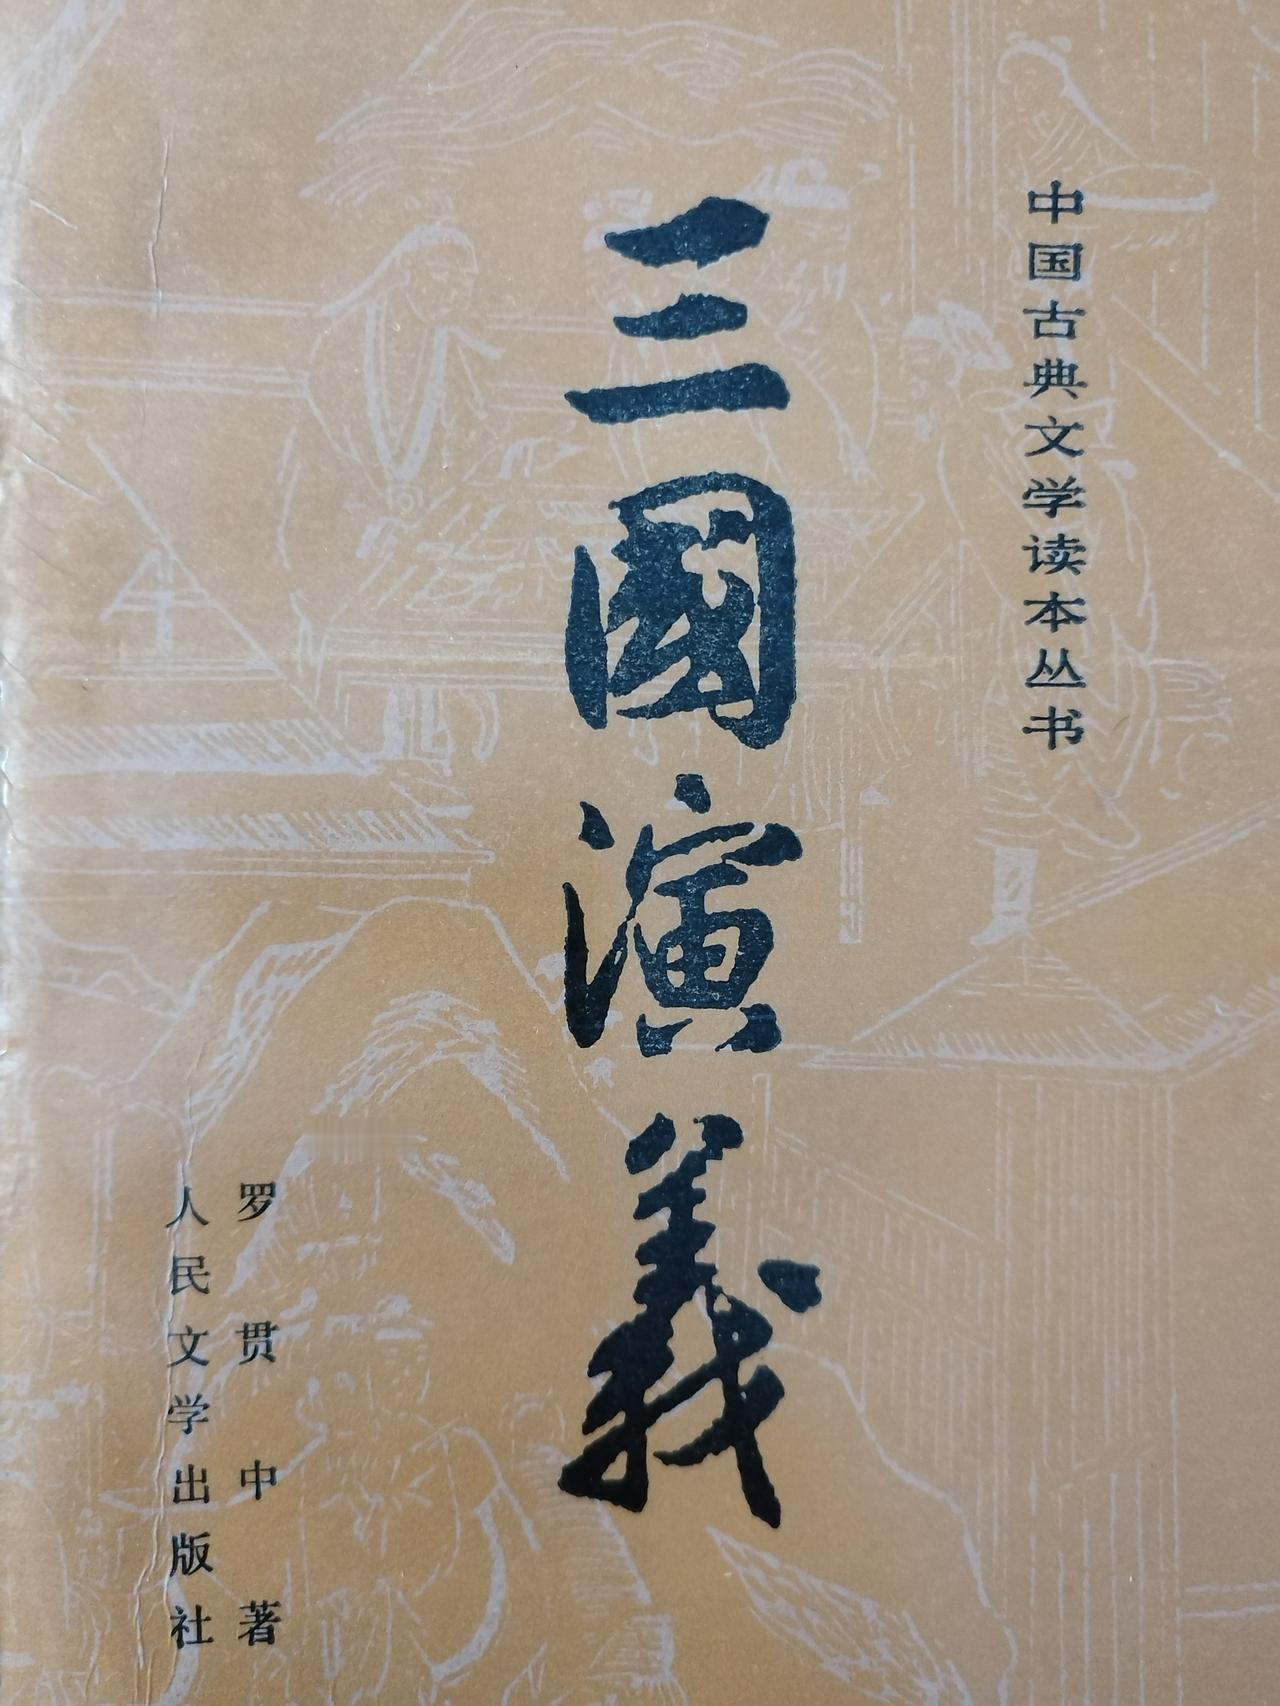 中国古典文学读本丛书
三國演義
罗贯中著
人民文学出版社